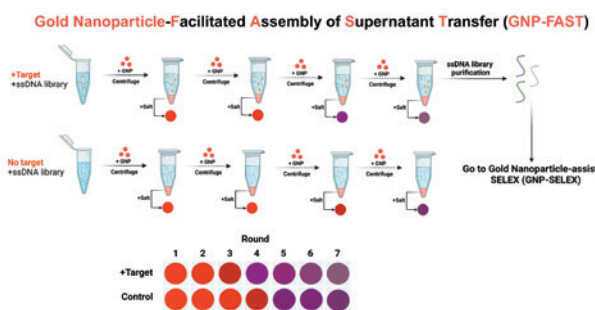 Gold Nanoparticle-Facilitated Assembly of Supernatant Transfer (GNP-FAST)
+Target
+ssDNA library
+ GNP
Centrifuge
+Salt
+ GNP
Centrifuge
+Salt
+ GNP
Centrifuge
+Salt
+ GNP
Centrifuge
+Salt
ssDNA library
purification
No target
+ssDNA library
+ GNP
Centrifuge
+Salt
+ GNP
Centrifuge
+Salt
+ GNP
Centrifuge
+Salt
+ GNP
Centrifuge
+Salt
Go to Gold Nanoparticle-assist
SELEX (GNP-SELEX)
Round
1 2 3 4 5 6 7
+Target
Control